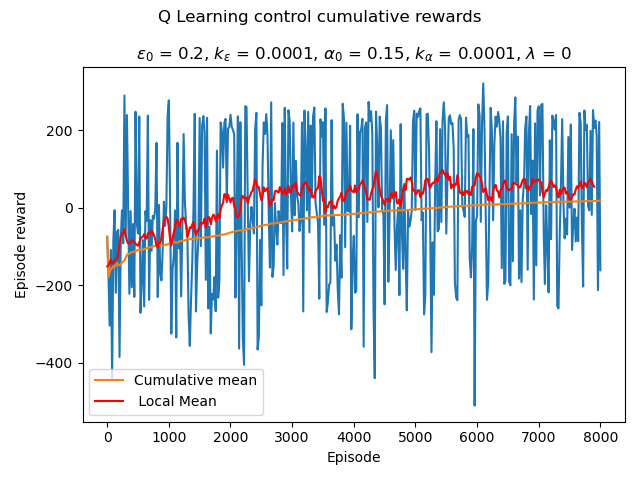 Q Learning control cumulative rewards
ε₀ = 0.2, kε = 0.0001, α₀ = 0.15, kα = 0.0001, λ = 0
Episode reward
200
0
−200
−400
Cumulative mean
Local Mean
0 1000 2000 3000 4000 5000 6000 7000 8000
Episode